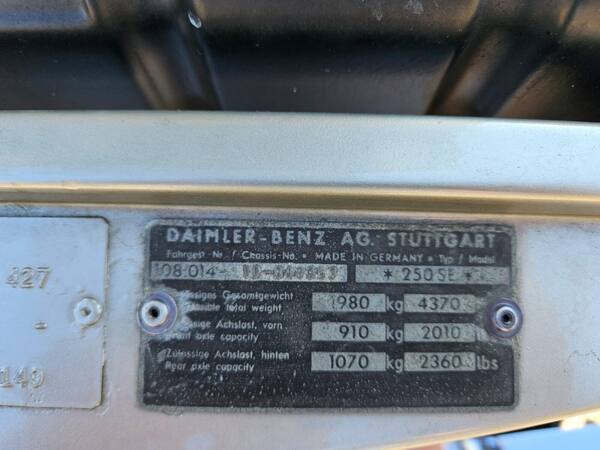 DAIMLER-BENZ AG. STUTTGART
Fahrgest-Nr / Chassis-No. • MADE IN GERMANY • Typ / Model
108.014 * 250 SE *
Gesamtgewicht 1980 kg 4370
total weight
Achslast, vorn 910 kg 2010
axle capacity
Zulässige Achslast, hinten 1070 kg 2360 lbs
Rear axle capacity
427
-
149